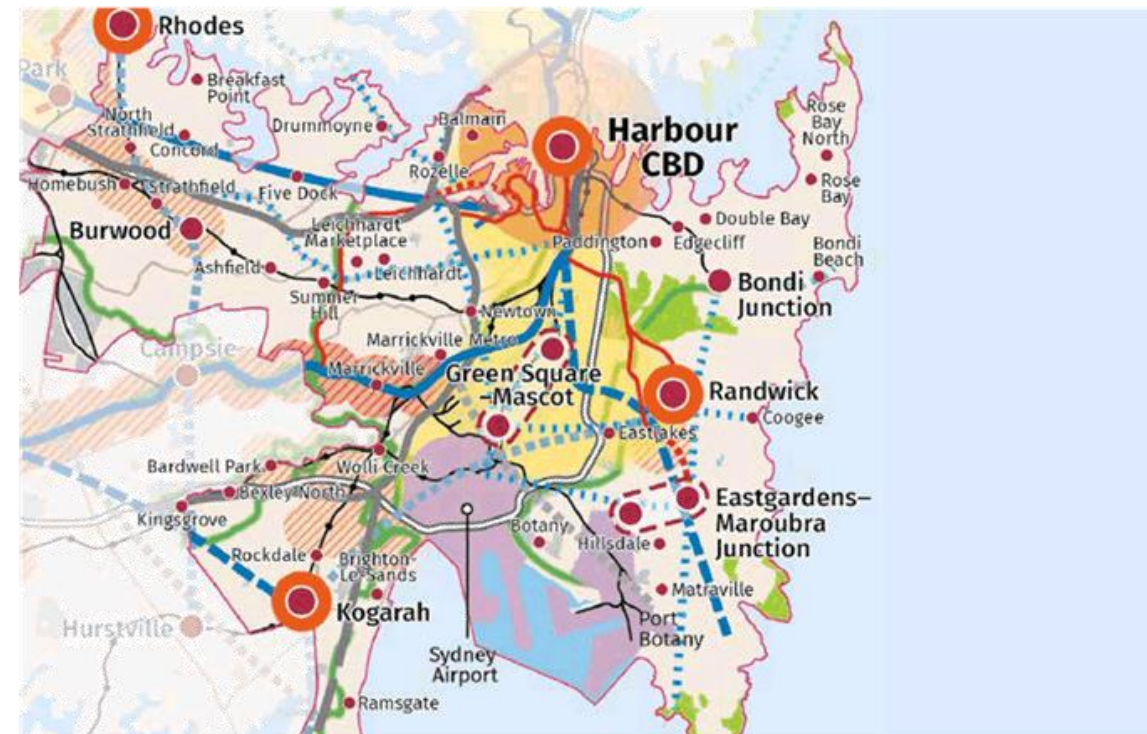 Rhodes
Park
Breakfast
Point
North
Strathfield
Concord
Drummoyne
Balmain
Rozelle
Harbour
CBD
Rose
Bay
North
Rose
Bay
Homebush
Strathfield
Five Dock
Burwood
Leichhardt
Marketplace
Leichhardt
Ashfield
Summer
Hill
Paddington
Edgecliff
Double Bay
Bondi
Beach
Bondi
Junction
Newtown
Campsie
Marrickville Metro
Marrickville
Green Square
–Mascot
Randwick
Coogee
Eastlakes
Bardwell Park
Wolli Creek
Bexley North
Kingsgrove
Eastgardens–
Maroubra
Junction
Botany
Hillsdale
Rockdale
Brighton-
Le-Sands
Matraville
Kogarah
Port
Botany
Hurstville
Sydney
Airport
Ramsgate